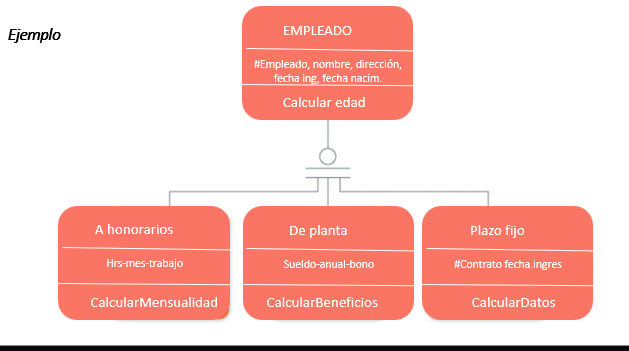 Ejemplo
EMPLEADO
#Empleado, nombre, dirección,
fecha ing, fecha nacim.
Calcular edad
A honorarios
Hrs-mes-trabajo
CalcularMensualidad
De planta
Sueldo-anual-bono
CalcularBeneficios
Plazo fijo
#Contrato fecha.ingres
CalcularDatos